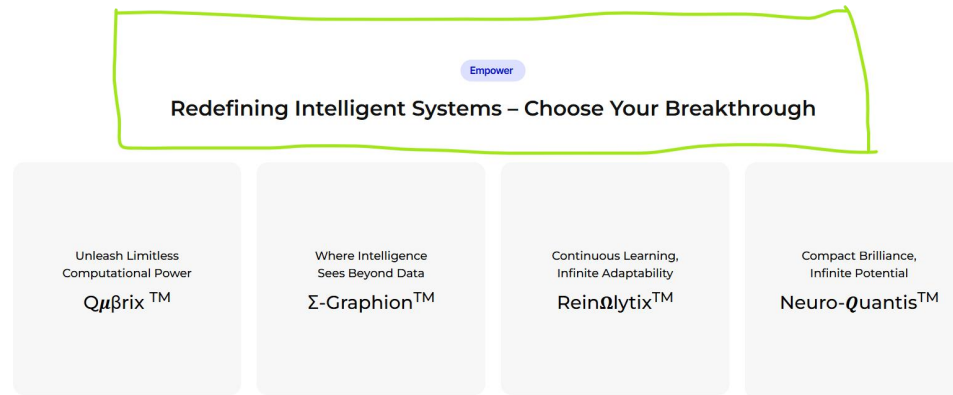 Empower
Redefining Intelligent Systems – Choose Your Breakthrough
Unleash Limitless
Computational Power
Q𝝁βrix ™
Where Intelligence
Sees Beyond Data
Σ-Graphion™
Continuous Learning,
Infinite Adaptability
Rein𝛀lytix™
Compact Brilliance,
Infinite Potential
Neuro-𝑸uantis™